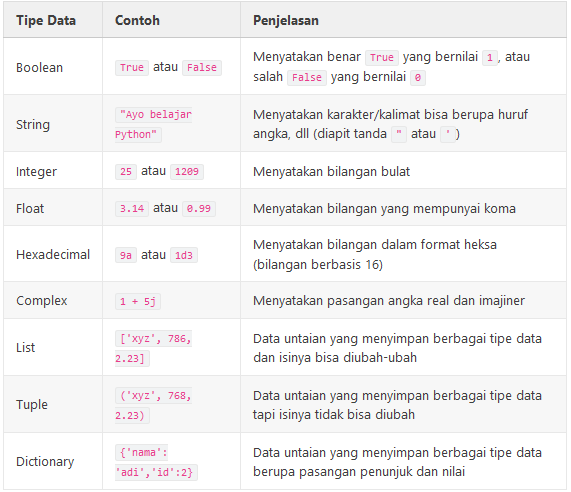 Tipe Data Contoh Penjelasan
Boolean True atau False Menyatakan benar True yang bernilai 1 , atau
salah False yang bernilai 0
String "Ayo belajar
Python" Menyatakan karakter/kalimat bisa berupa huruf
angka, dll (diapit tanda " atau ' )
Integer 25 atau 1209 Menyatakan bilangan bulat
Float 3.14 atau 0.99 Menyatakan bilangan yang mempunyai koma
Hexadecimal 9a atau 1d3 Menyatakan bilangan dalam format heksa
(bilangan berbasis 16)
Complex 1 + 5j Menyatakan pasangan angka real dan imajiner
List ['xyz', 786,
2.23] Data untaian yang menyimpan berbagai tipe data
dan isinya bisa diubah-ubah
Tuple ('xyz', 768,
2.23) Data untaian yang menyimpan berbagai tipe data
tapi isinya tidak bisa diubah
Dictionary {'nama':
'adi','id':2} Data untaian yang menyimpan berbagai tipe data
berupa pasangan penunjuk dan nilai